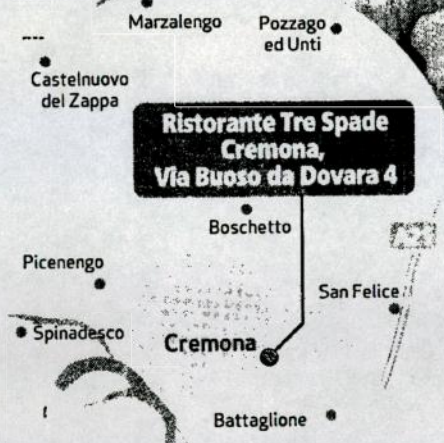 Marzalengo
Pozzago
ed Unti
Castelnuovo
del Zappa
Ristorante Tre Spade
Cremona,
Via Buoso da Dovara 4
Boschetto
Picenengo
San Felice
Spinadesco
Cremona
Battaglione